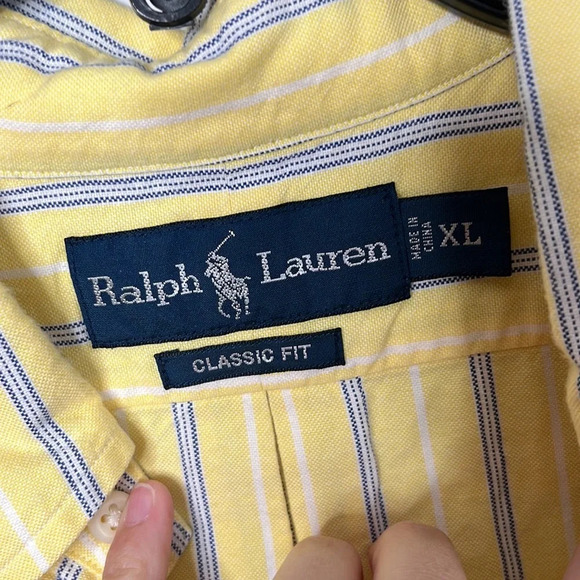 Ralph Lauren
MADE IN
CHINA
XL
CLASSIC FIT